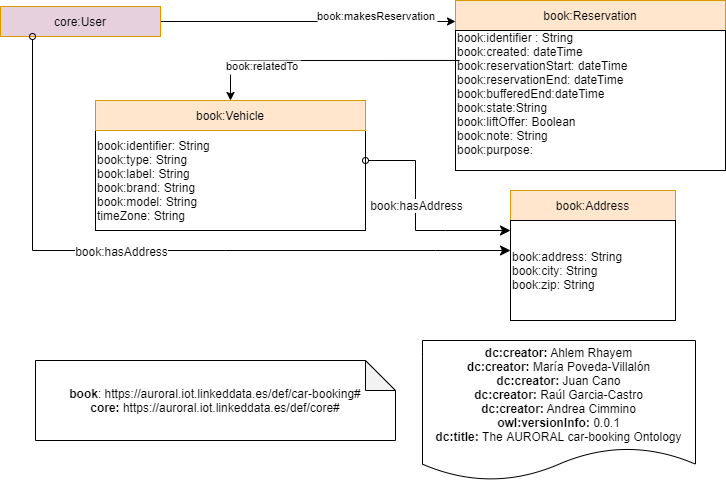 core:User
book:makesReservation
book:Reservation
book:identifier : String
book:created: dateTime
book:reservationStart: dateTime
book:reservationEnd: dateTime
book:bufferedEnd:dateTime
book:state:String
book:liftOffer: Boolean
book:note: String
book:purpose:
book:relatedTo
book:Vehicle
book:identifier: String
book:type: String
book:label: String
book:brand: String
book:model: String
timeZone: String
book:hasAddress
book:hasAddress
book:Address
book:address: String
book:city: String
book:zip: String
book: https://auroral.iot.linkeddata.es/def/car-booking#
core: https://auroral.iot.linkeddata.es/def/core#
dc:creator: Ahlem Rhayem
dc:creator: María Poveda-Villalón
dc:creator: Juan Cano
dc:creator: Raúl Garcia-Castro
dc:creator: Andrea Cimmino
owl:versionInfo: 0.0.1
dc:title: The AURORAL car-booking Ontology